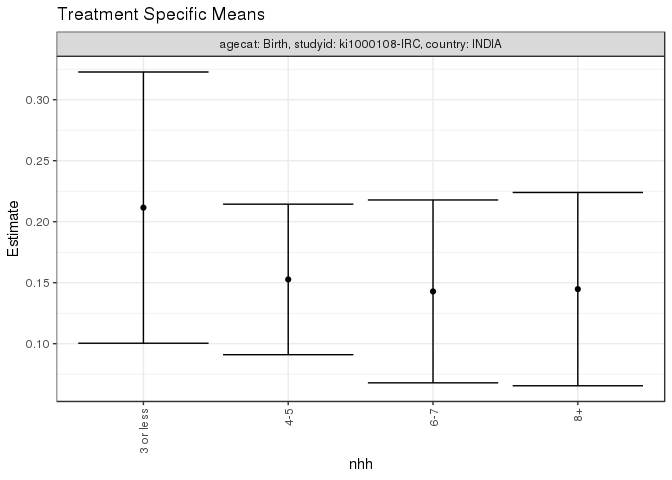 Treatment Specific Means
agecat: Birth, studyid: ki1000108-IRC, country: INDIA
Estimate
0.30
0.25
0.20
0.15
0.10
3 or less
4-5
6-7
8+
nhh